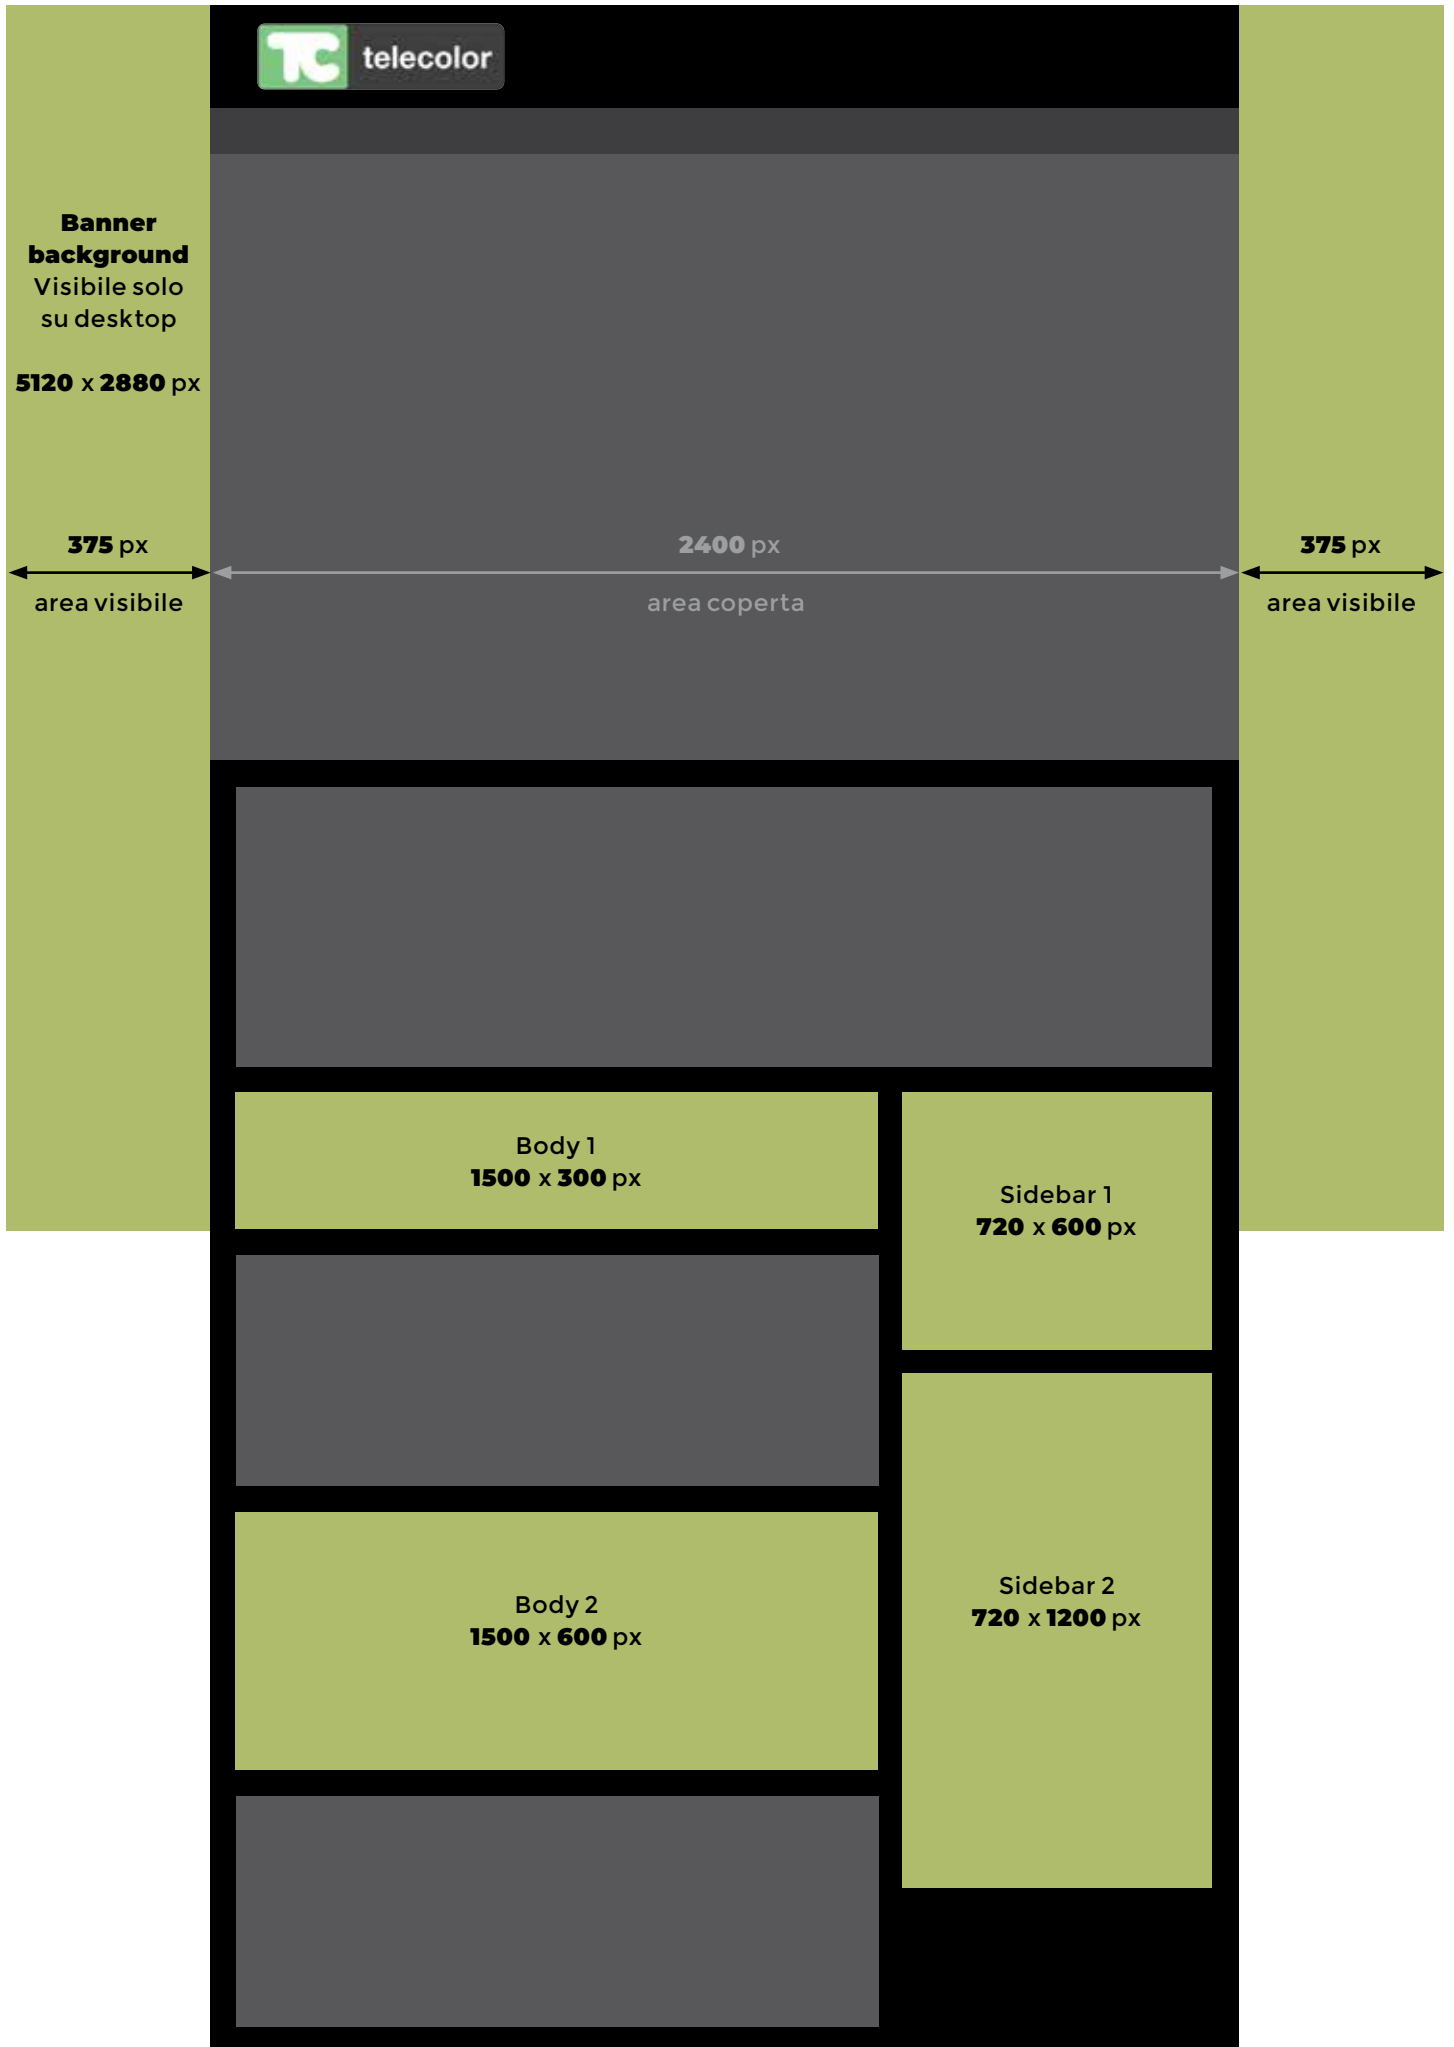 TC telecolor
Banner
background
Visibile solo
su desktop
5120 x 2880 px
375 px
area visibile
2400 px
area coperta
375 px
area visibile
Body 1
1500 x 300 px
Sidebar 1
720 x 600 px
Body 2
1500 x 600 px
Sidebar 2
720 x 1200 px